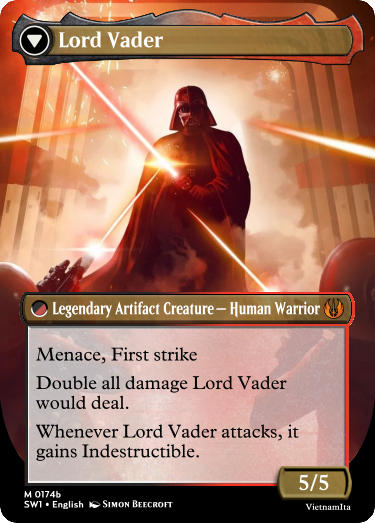 Lord Vader
Legendary Artifact Creature — Human Warrior
Menace, First strike
Double all damage Lord Vader
would deal.
Whenever Lord Vader attacks, it
gains Indestructible.
5/5
M 0174b
SW1 • English Simon Beecroft
VietnamIta